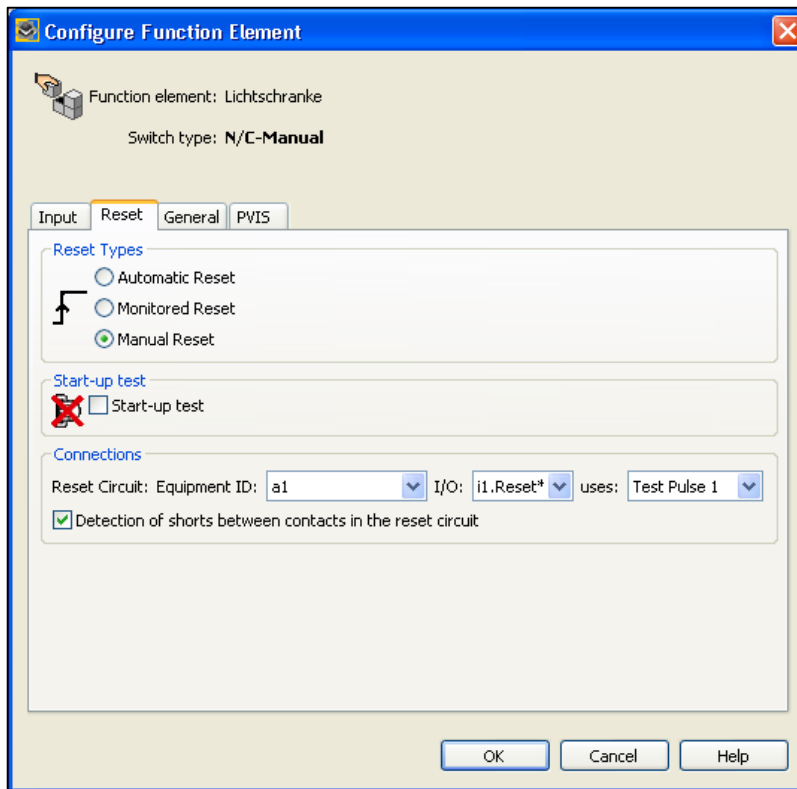 Configure Function Element
Function element: Lichtschranke
Switch type: N/C-Manual
Input Reset General PVIS
Reset Types
Automatic Reset
Monitored Reset
Manual Reset
Start-up test
Start-up test
Connections
Reset Circuit: Equipment ID: a1 I/O: i1.Reset* uses: Test Pulse 1
Detection of shorts between contacts in the reset circuit
OK Cancel Help